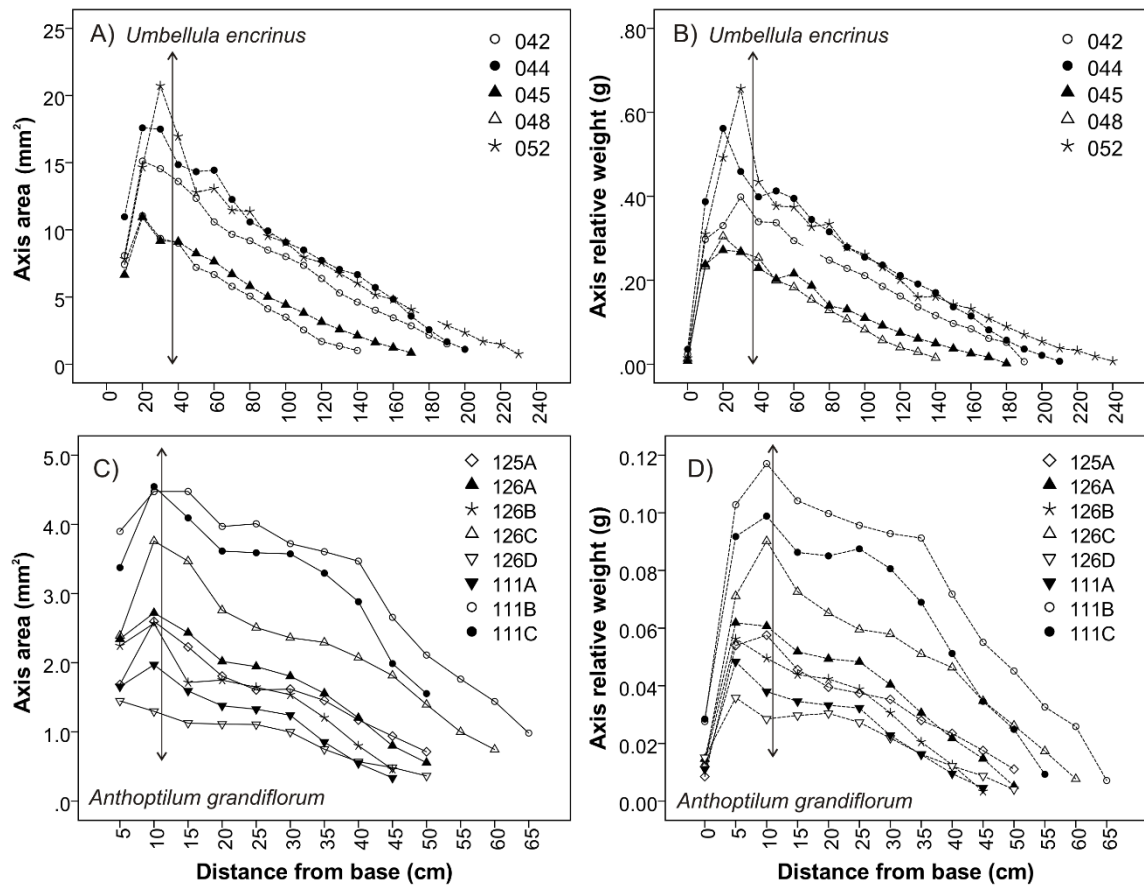 A) Umbellula encrinus
042
044
045
048
052
Axis area (mm²)
25
20
15
10
5
0
0 20 40 60 80 100 120 140 160 180 200 220 240
B) Umbellula encrinus
042
044
045
048
052
Axis relative weight (g)
.80
.60
.40
.20
.00
0 20 40 60 80 100 120 140 160 180 200 220 240
C)
125A
126A
126B
126C
126D
111A
111B
111C
Axis area (mm²)
5.0
4.0
3.0
2.0
1.0
.0
Anthoptilum grandiflorum
5 10 15 20 25 30 35 40 45 50 55 60 65
Distance from base (cm)
D)
125A
126A
126B
126C
126D
111A
111B
111C
Axis relative weight (g)
0.12
0.10
0.08
0.06
0.04
0.02
0.00
Anthoptilum grandiflorum
0 5 10 15 20 25 30 35 40 45 50 55 60 65
Distance from base (cm)